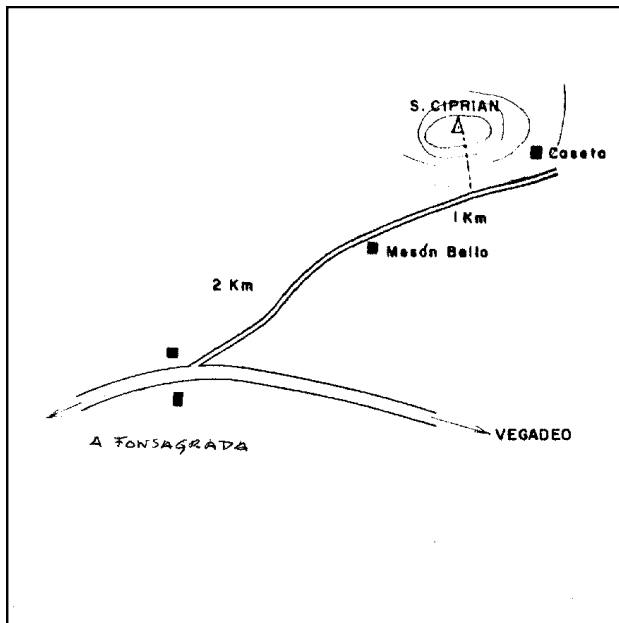 S. CIPRIAN
Caseta
1 Km
Mesón Bello
2 Km
A FONSAGRADA
VEGADEO